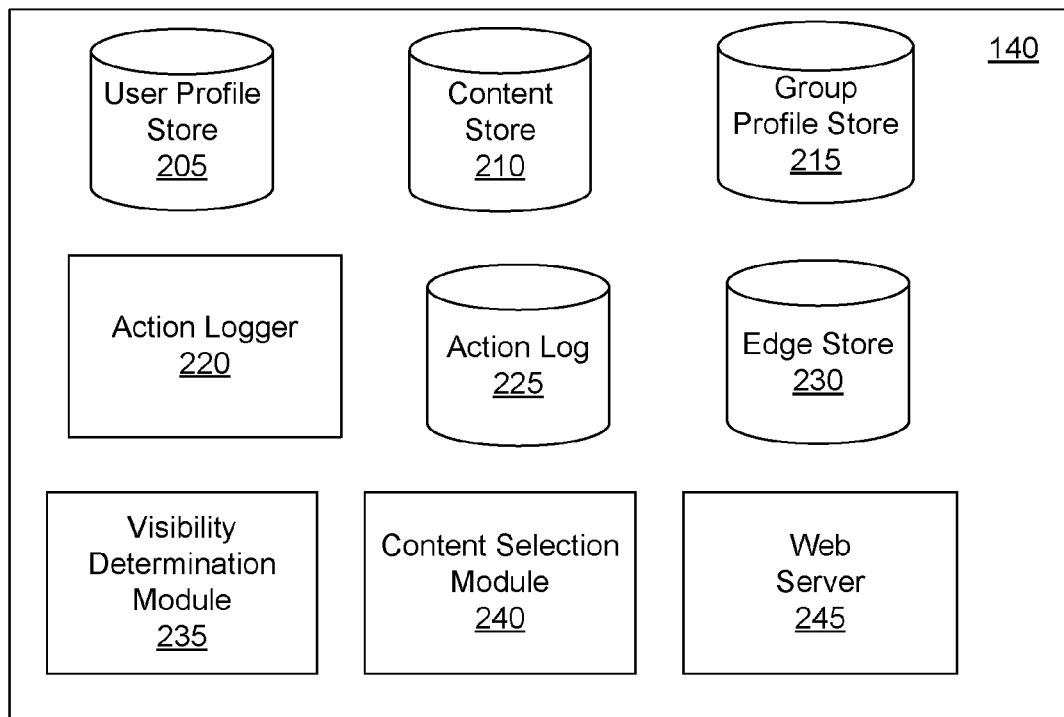 140
User Profile
Store
205
Content
Store
210
Group
Profile Store
215
Action Logger
220
Action Log
225
Edge Store
230
Visibility
Determination
Module
235
Content Selection
Module
240
Web
Server
245